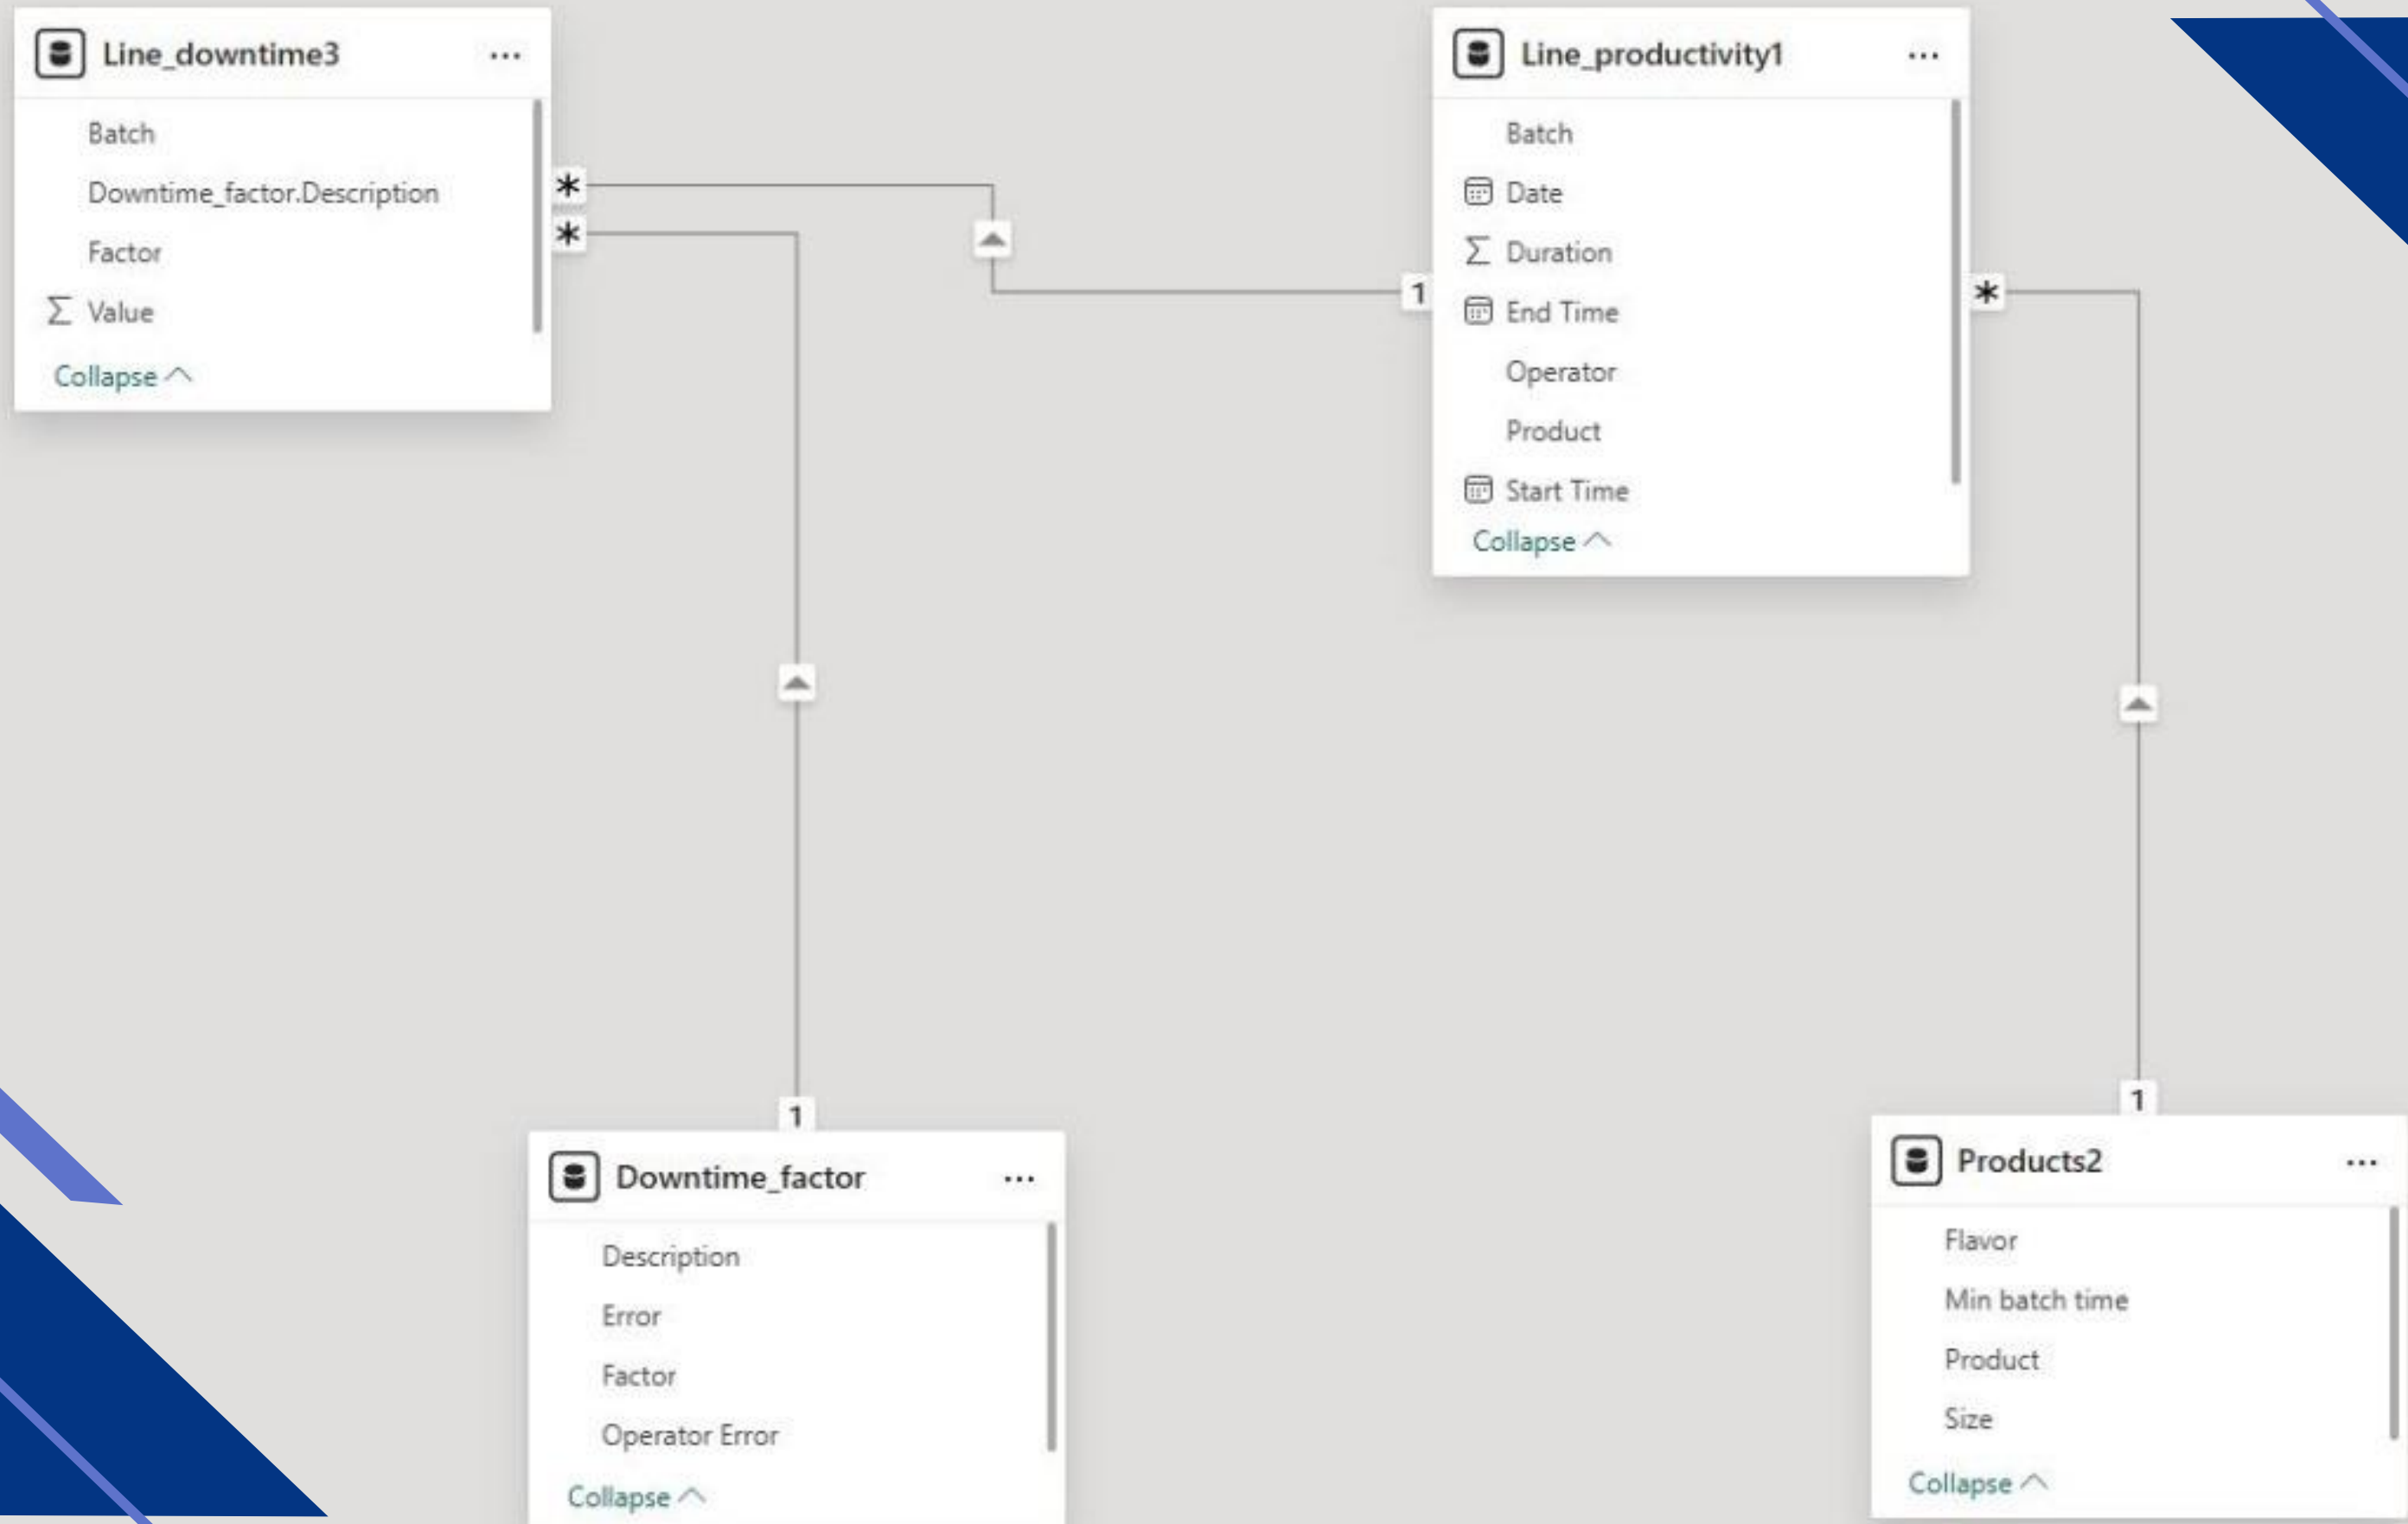 Line_downtime3 ...
Batch
Downtime_factor.Description
Factor
Σ Value
Collapse
*
*
1
Line_productivity1 ...
Batch
Date
Σ Duration
End Time
Operator
Product
Start Time
Collapse
*
1
Downtime_factor ...
Description
Error
Factor
Operator Error
Collapse
1
Products2 ...
Flavor
Min batch time
Product
Size
Collapse